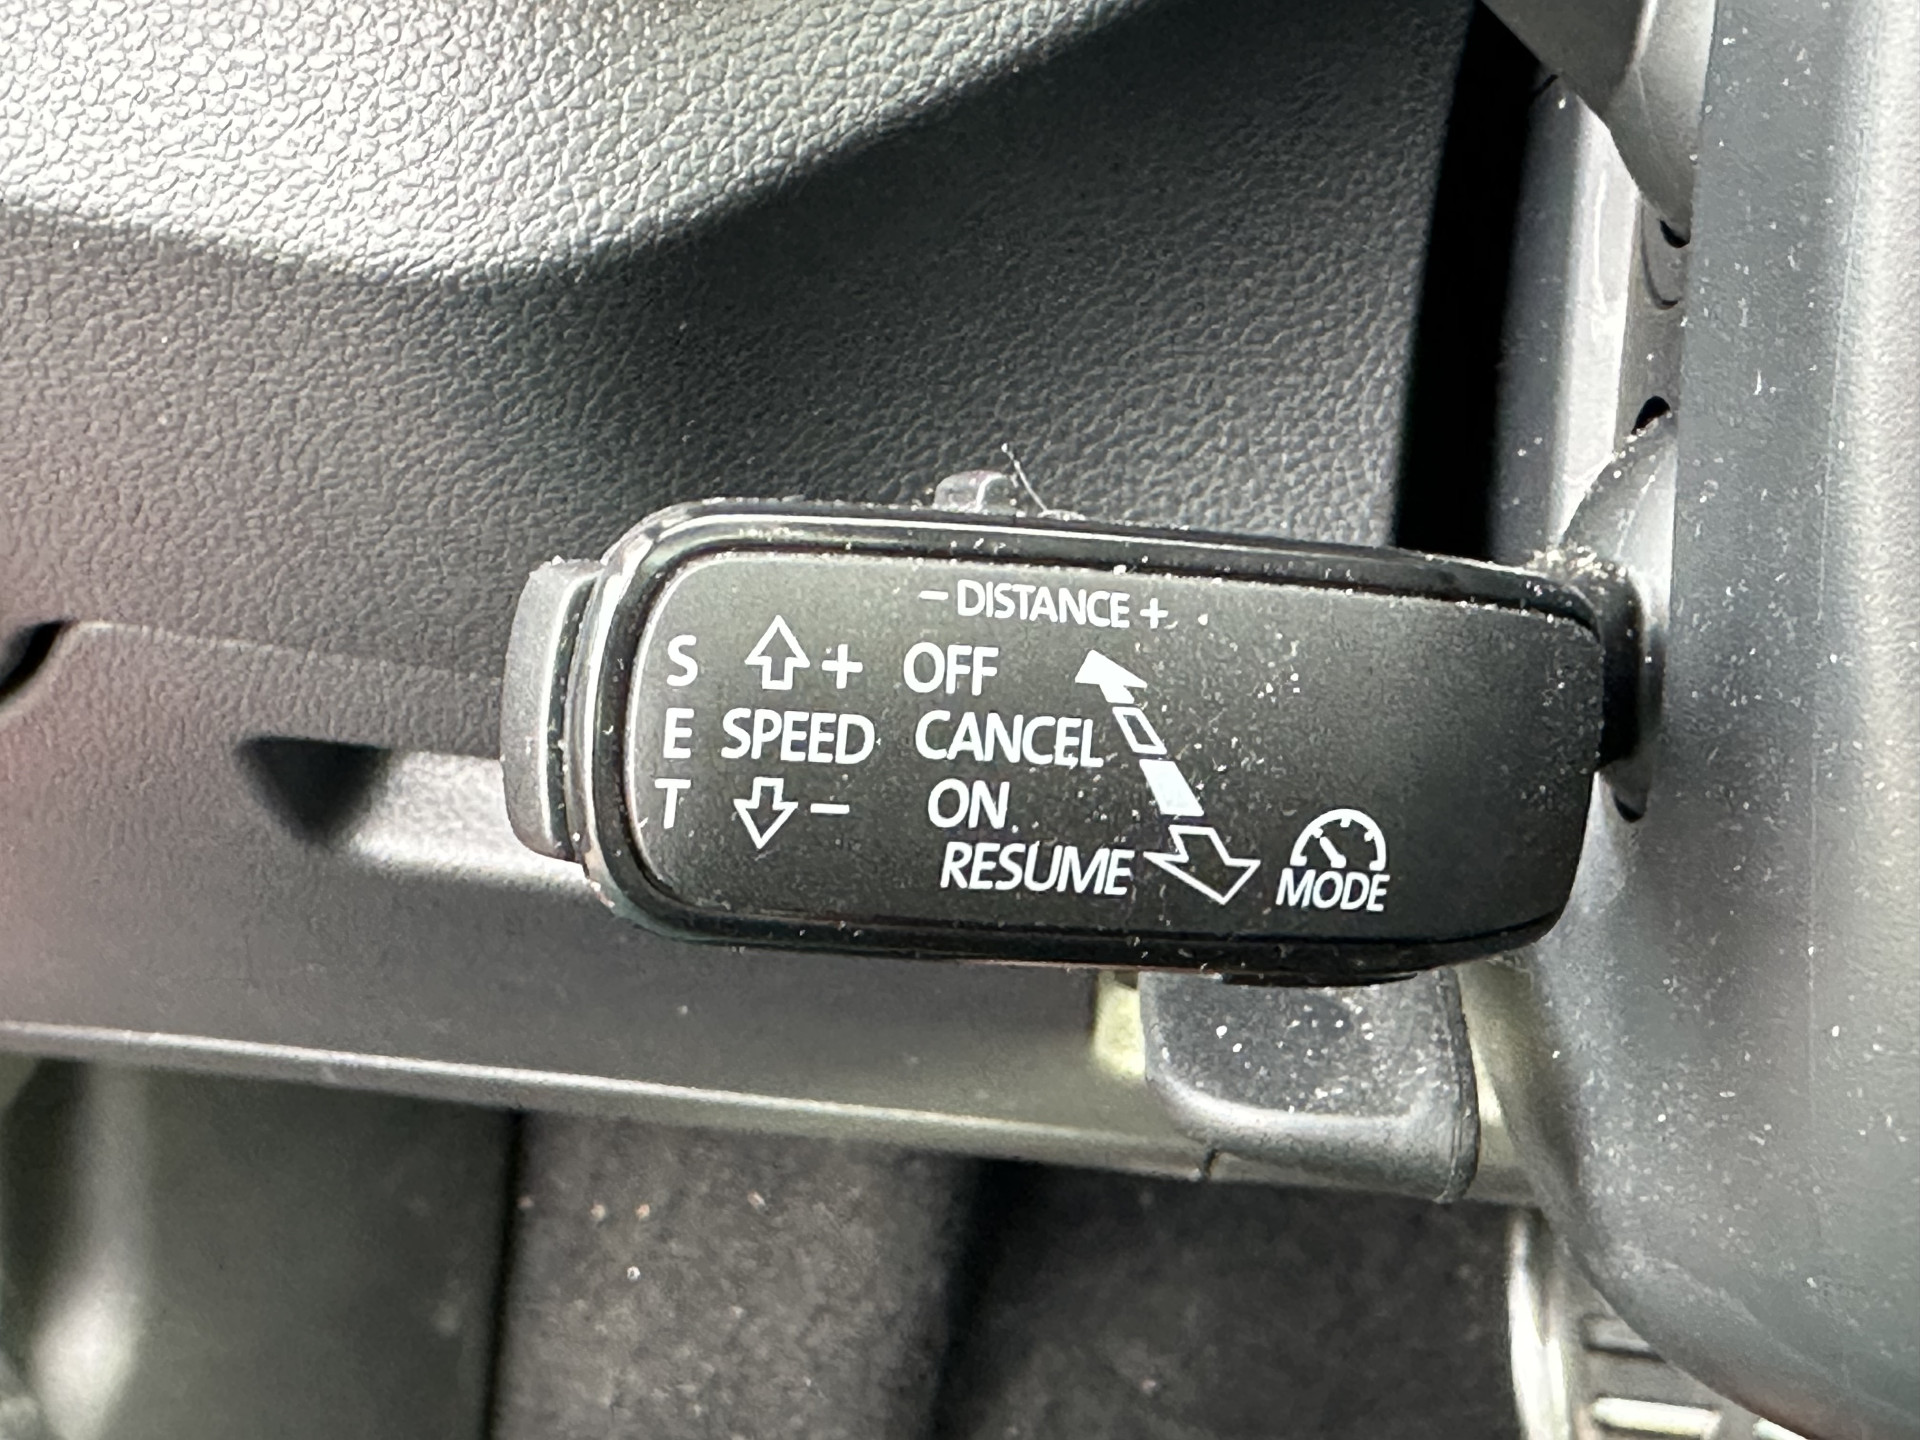 − DISTANCE +
S + OFF
E SPEED CANCEL
T − ON
RESUME
MODE